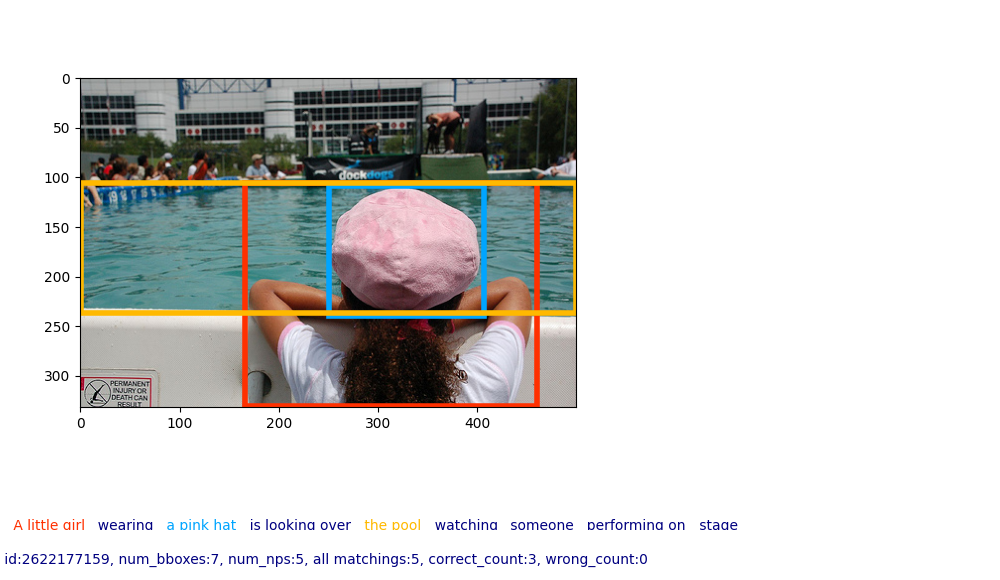 0
50
100
150
200
250
300
dockdogs
PERMANENT
INJURY OR
DEATH CAN
RESULT
0 100 200 300 400
A little girl wearing a pink hat is looking over the pool watching someone performing on stage
id:2622177159, num_bboxes:7, num_nps:5, all matchings:5, correct_count:3, wrong_count:0